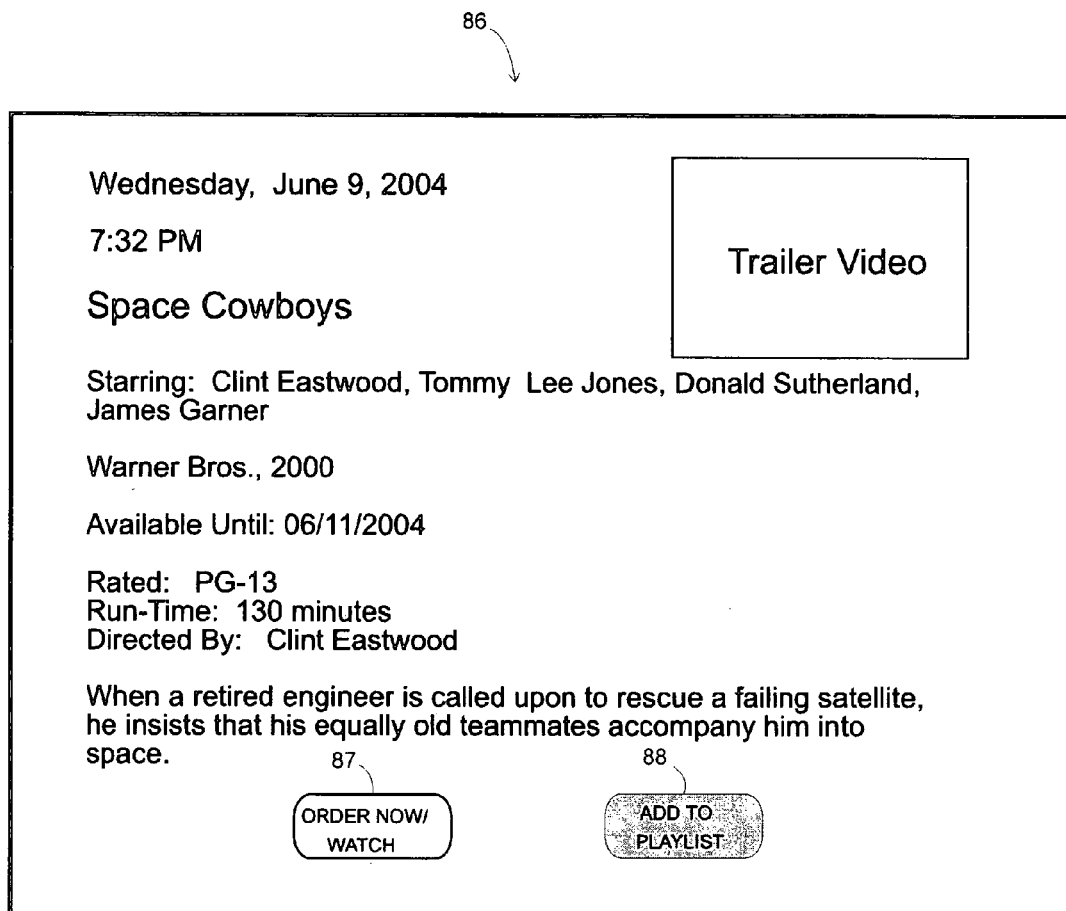 86
Wednesday, June 9, 2004
7:32 PM
Trailer Video
Space Cowboys
Starring: Clint Eastwood, Tommy Lee Jones, Donald Sutherland,
James Garner
Warner Bros., 2000
Available Until: 06/11/2004
Rated: PG-13
Run-Time: 130 minutes
Directed By: Clint Eastwood
When a retired engineer is called upon to rescue a failing satellite,
he insists that his equally old teammates accompany him into
space.
87
88
ORDER NOW/
WATCH
ADD TO
PLAYLIST